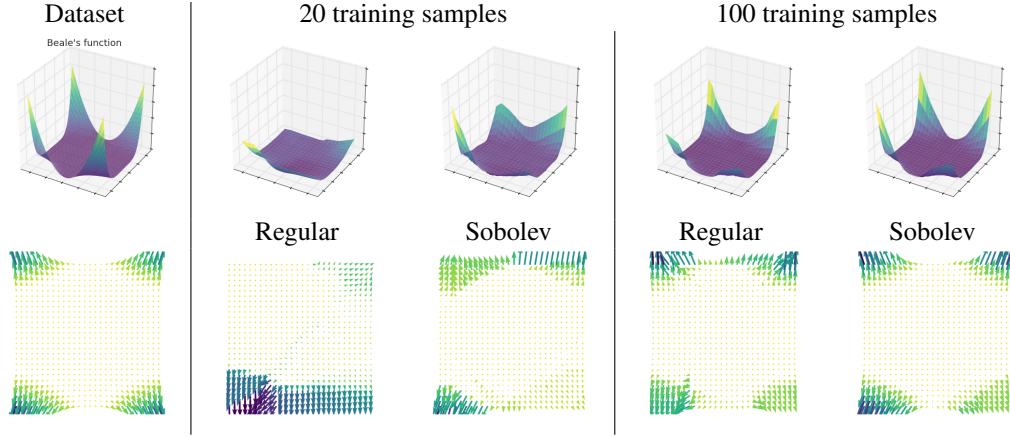 Dataset
20 training samples
100 training samples
Beale's function
Regular
Sobolev
Regular
Sobolev